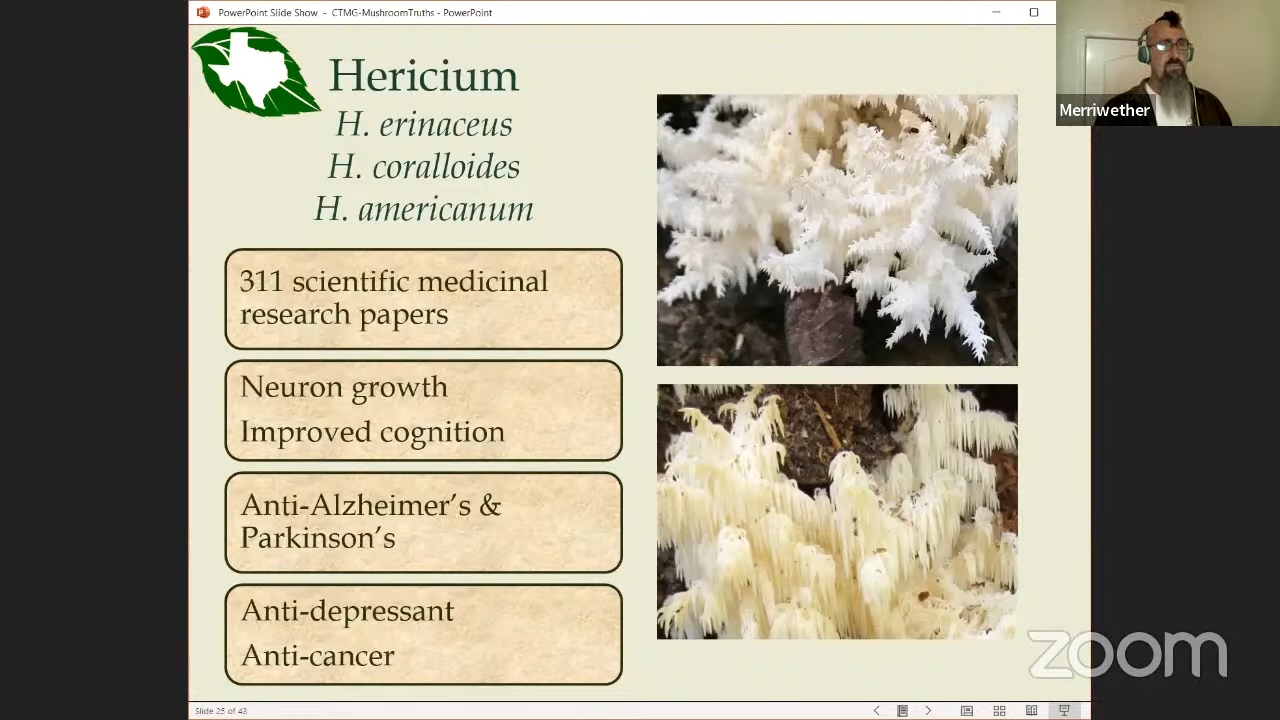 PowerPoint Slide Show - CTMG-MushroomTruths - PowerPoint
Hericium
H. erinaceus
H. coralloides
H. americanum
311 scientific medicinal
research papers
Neuron growth
Improved cognition
Anti-Alzheimer’s &
Parkinson’s
Anti-depressant
Anti-cancer
Merriwether
zoom
Slide 25 of 43